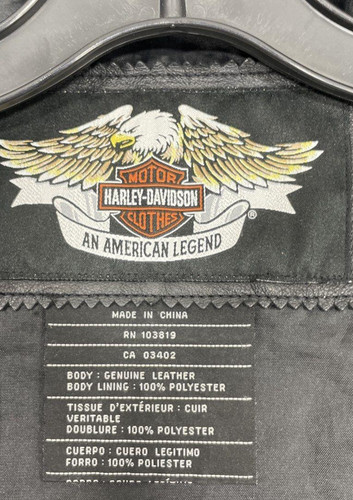 MOTOR
HARLEY-DAVIDSON
CLOTHES
®
AN AMERICAN LEGEND
MADE IN CHINA
RN 103819
CA 03402
BODY : GENUINE LEATHER
BODY LINING : 100% POLYESTER
TISSUE D'EXTÉRIEUR : CUIR
VERITABLE
DOUBLURE : 100% POLYESTER
CUERPO : CUERO LEGITIMO
FORRO : 100% POLYESTER